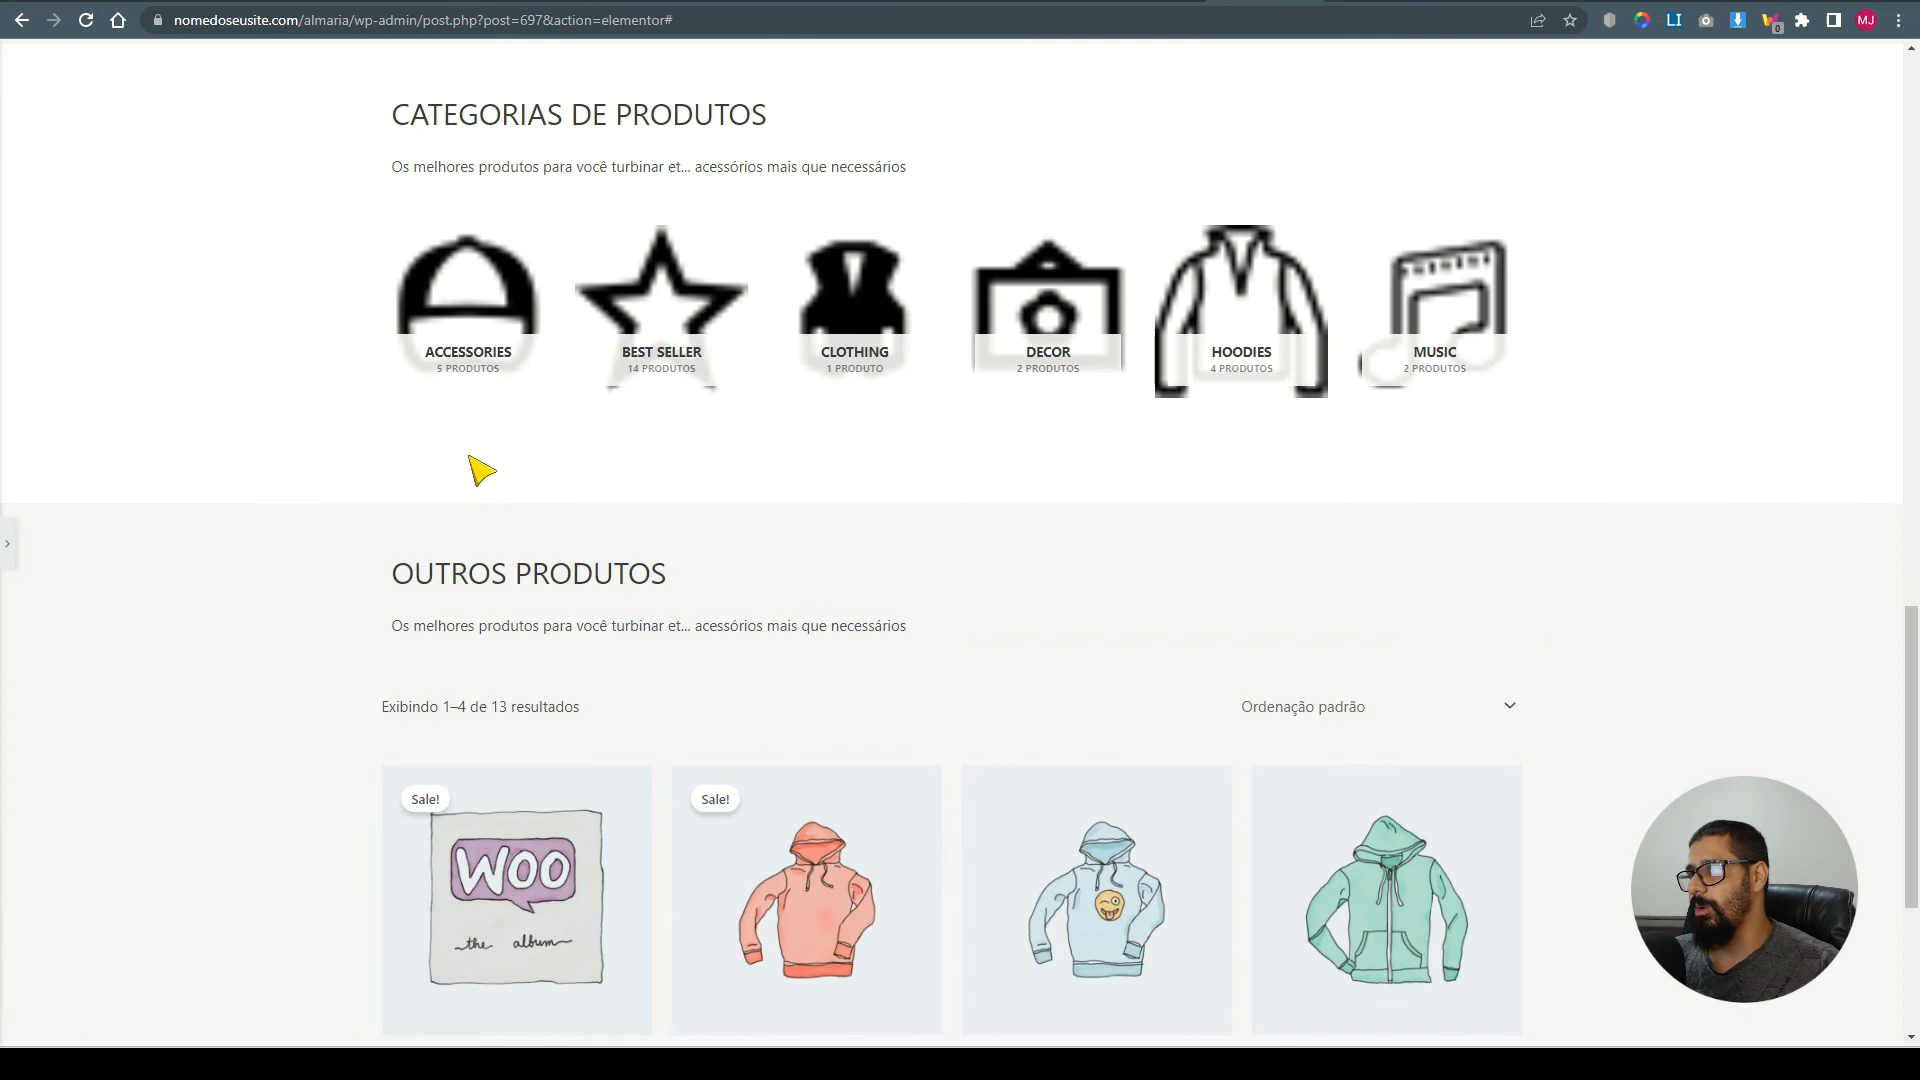 nomedoseusite.com/almaria/wp-admin/post.php?post=697&action=elementor#
LI
0
MJ
CATEGORIAS DE PRODUTOS
Os melhores produtos para você turbinar et... acessórios mais que necessários
ACCESSORIES
5 PRODUTOS
BEST SELLER
14 PRODUTOS
CLOTHING
1 PRODUTO
DECOR
2 PRODUTOS
HOODIES
4 PRODUTOS
MUSIC
2 PRODUTOS
OUTROS PRODUTOS
Os melhores produtos para você turbinar et... acessórios mais que necessários
Exibindo 1–4 de 13 resultados
Ordenação padrão
Sale!
WOO
the album
Sale!